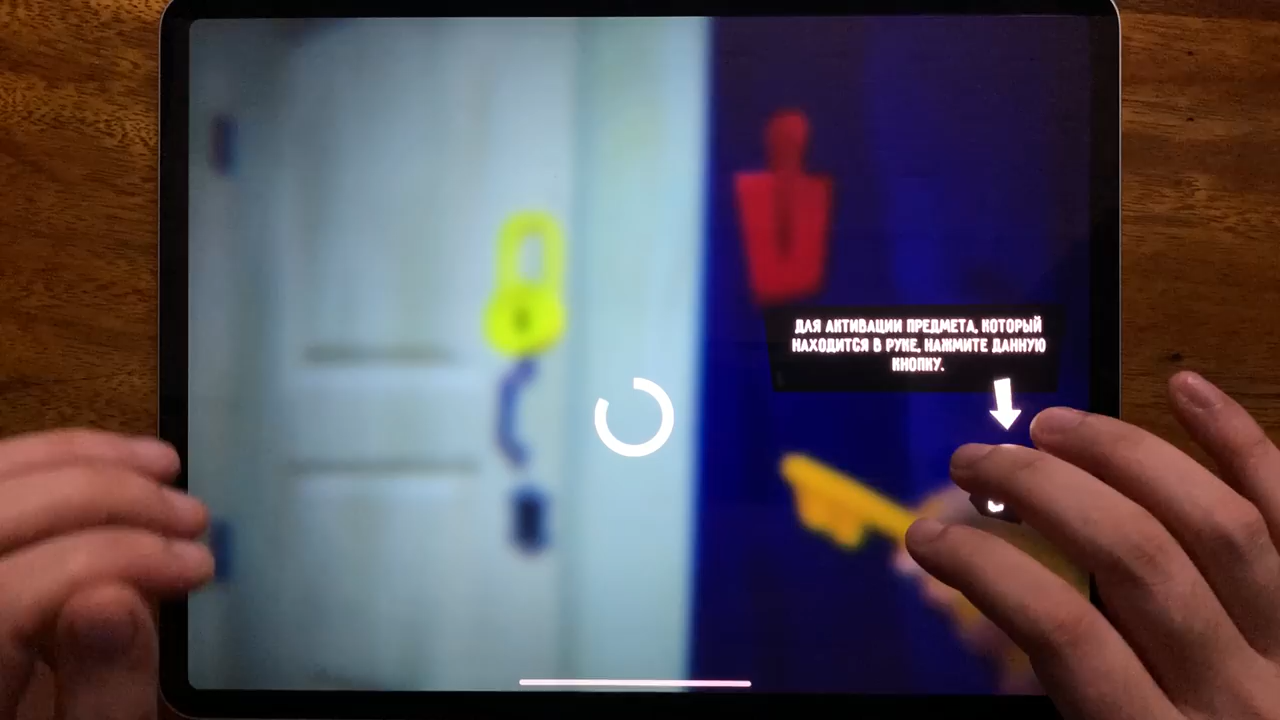 ДЛЯ АКТИВАЦИИ ПРЕДМЕТА, КОТОРЫЙ
НАХОДИТСЯ В РУКЕ, НАЖМИТЕ ДАННУЮ
КНОПКУ.